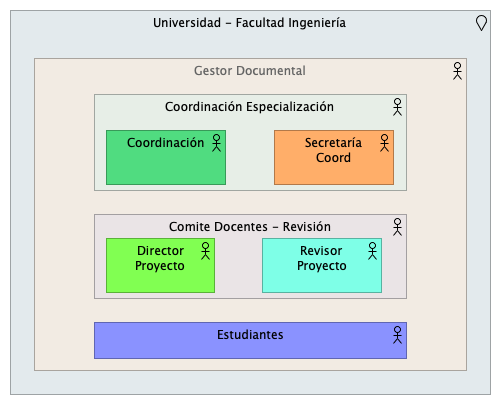 Universidad - Facultad Ingeniería
Gestor Documental
Coordinación Especialización
Coordinación
Secretaría
Coord
Comite Docentes - Revisión
Director
Proyecto
Revisor
Proyecto
Estudiantes